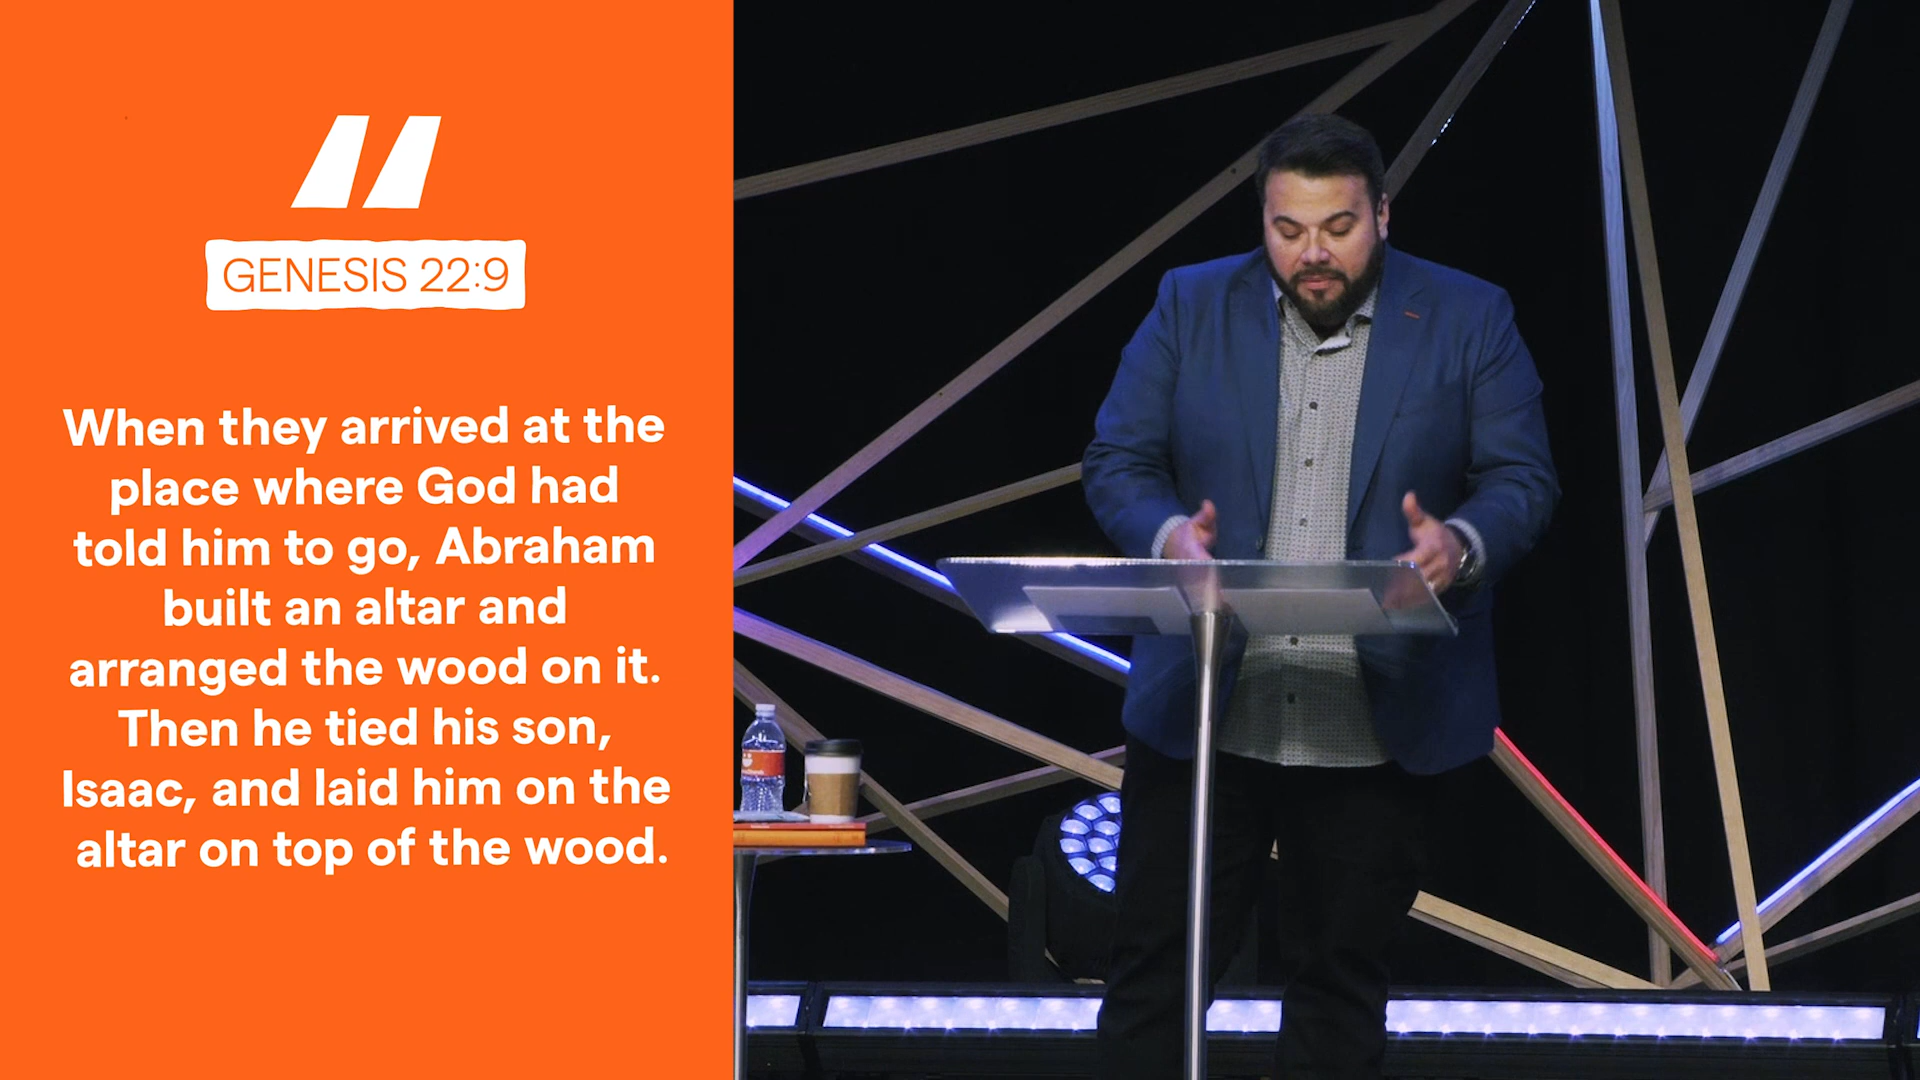 GENESIS 22:9
When they arrived at the
place where God had
told him to go, Abraham
built an altar and
arranged the wood on it.
Then he tied his son,
Isaac, and laid him on the
altar on top of the wood.